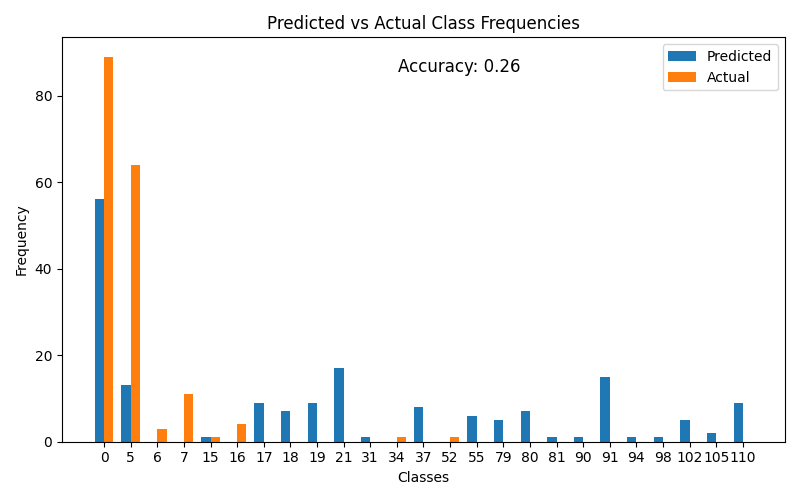 Predicted vs Actual Class Frequencies
Accuracy: 0.26
Predicted
Actual
Frequency
80
60
40
20
0
0 5 6 7 15 16 17 18 19 21 31 34 37 52 55 79 80 81 90 91 94 98 102 105 110
Classes